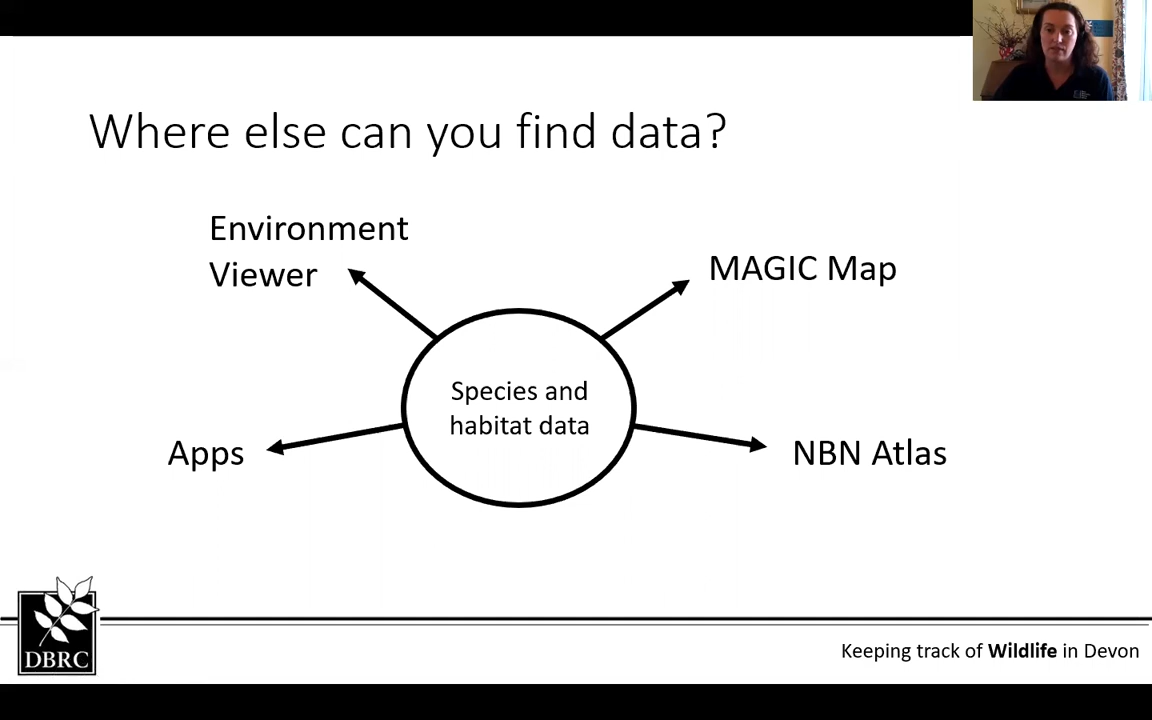 Where else can you find data?
Environment
Viewer
MAGIC Map
Species and
habitat data
Apps
NBN Atlas
DBRC
Keeping track of Wildlife in Devon